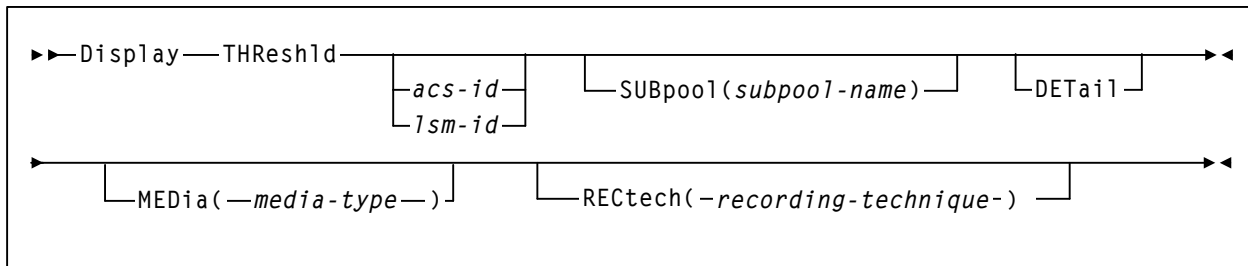 Display THReshld
acs-id SUBpool(subpool-name) DETail
lsm-id
MEDia( media-type ) RECtech( recording-technique )